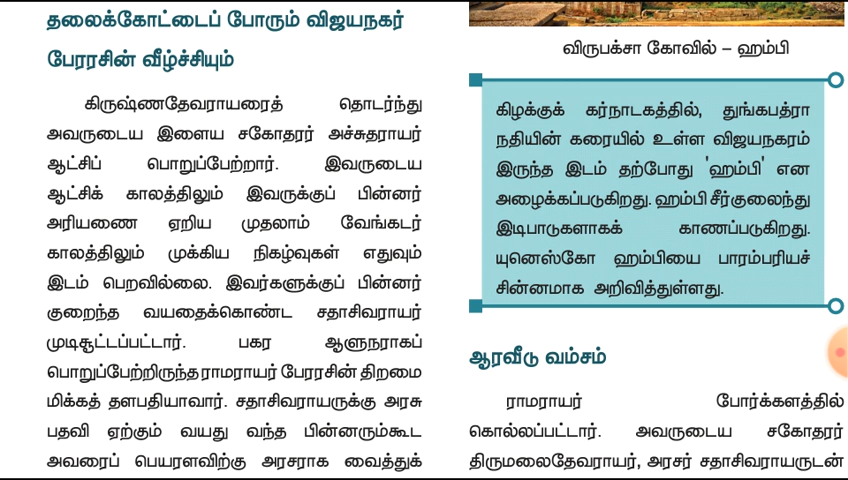 தலைக்கோட்டைப் போரும் விஜயநகர்
பேரரசின் வீழ்ச்சியும்
கிருஷ்ணதேவராயரைத் தொடர்ந்து
அவருடைய இளைய சகோதரர் அச்சுதராயர்
ஆட்சிப் பொறுப்பேற்றார். இவருடைய
ஆட்சிக் காலத்திலும் இவருக்குப் பின்னர்
அரியணை ஏறிய முதலாம் வேங்கடர்
காலத்திலும் முக்கிய நிகழ்வுகள் எதுவும்
இடம் பெறவில்லை. இவர்களுக்குப் பின்னர்
குறைந்த வயதைக்கொண்ட சதாசிவராயர்
முடிசூட்டப்பட்டார். பகர ஆளுநராகப்
பொறுப்பேற்றிருந்த ராமராயர் பேரரசின் திறமை
மிக்கத் தளபதியாவார். சதாசிவராயருக்கு அரசு
பதவி ஏற்கும் வயது வந்த பின்னரும்கூட
அவரைப் பெயரளவிற்கு அரசராக வைத்துக்
விருபக்சா கோவில் – ஹம்பி
கிழக்குக் கர்நாடகத்தில், துங்கபத்ரா
நதியின் கரையில் உள்ள விஜயநகரம்
இருந்த இடம் தற்போது 'ஹம்பி' என
அழைக்கப்படுகிறது. ஹம்பி சீர்குலைந்து
இடிபாடுகளாகக் காணப்படுகிறது.
யுனெஸ்கோ ஹம்பியை பாரம்பரியச்
சின்னமாக அறிவித்துள்ளது.
ஆரவீடு வம்சம்
ராமராயர் போர்க்களத்தில்
கொல்லப்பட்டார். அவருடைய சகோதரர்
திருமலைதேவராயர், அரசர் சதாசிவராயருடன்